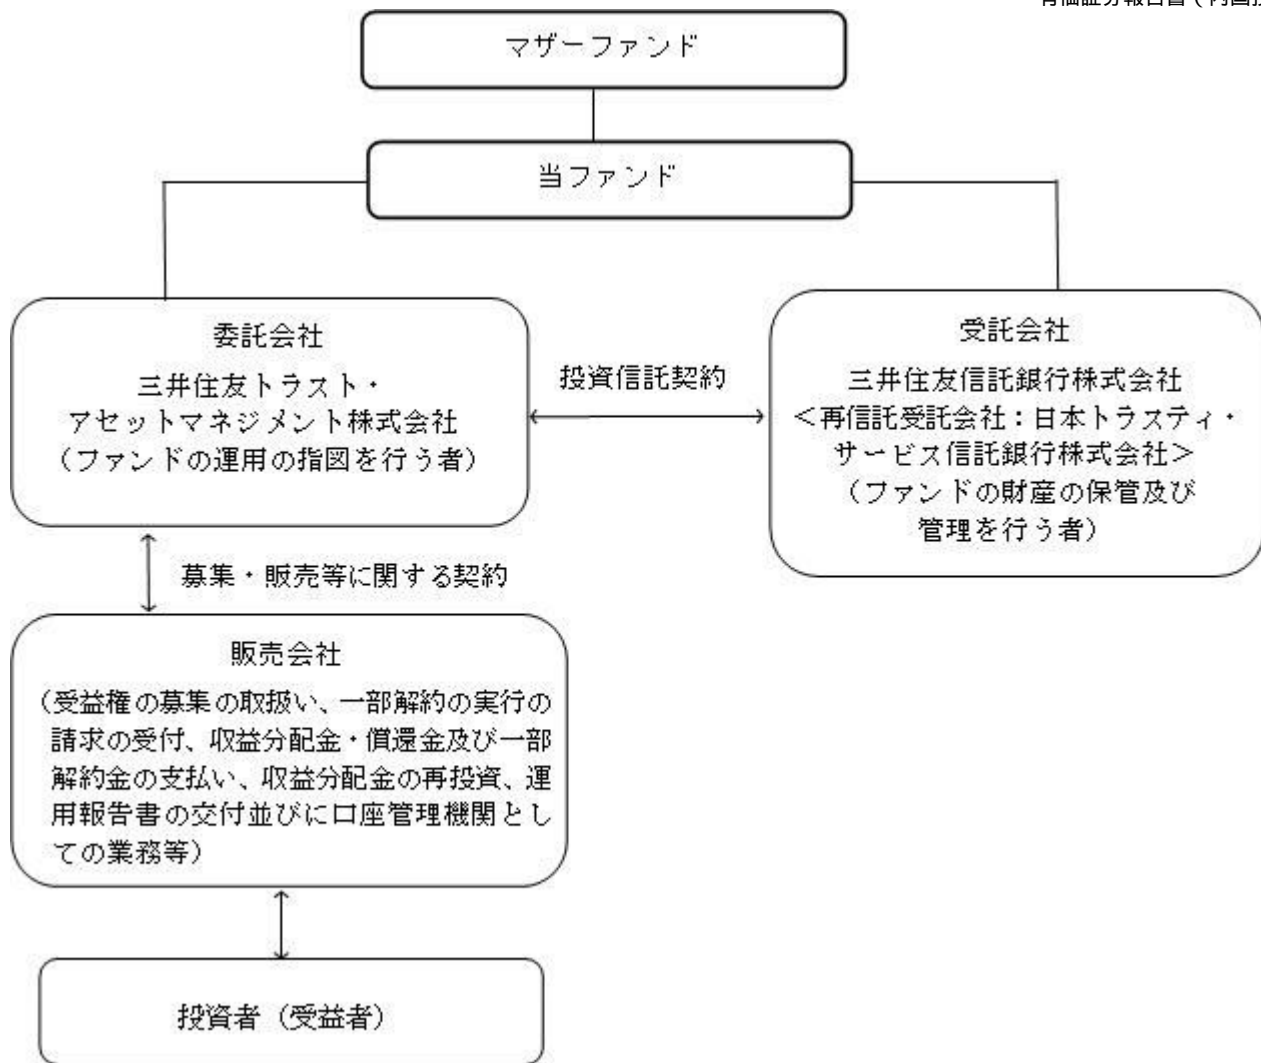 マザーファンド
当ファンド
委託会社
三井住友トラスト・
アセットマネジメント株式会社
（ファンドの運用の指図を行う者）
投資信託契約
受託会社
三井住友信託銀行株式会社
＜再信託受託会社：日本トラスティ・
サービス信託銀行株式会社＞
（ファンドの財産の保管及び
管理を行う者）
募集・販売等に関する契約
販売会社
（受益権の募集の取扱い、一部解約の実行の
請求の受付、収益分配金・償還金及び一部
解約金の支払い、収益分配金の再投資、運
用報告書の交付並びに口座管理機関とし
ての業務等）
投資者（受益者）